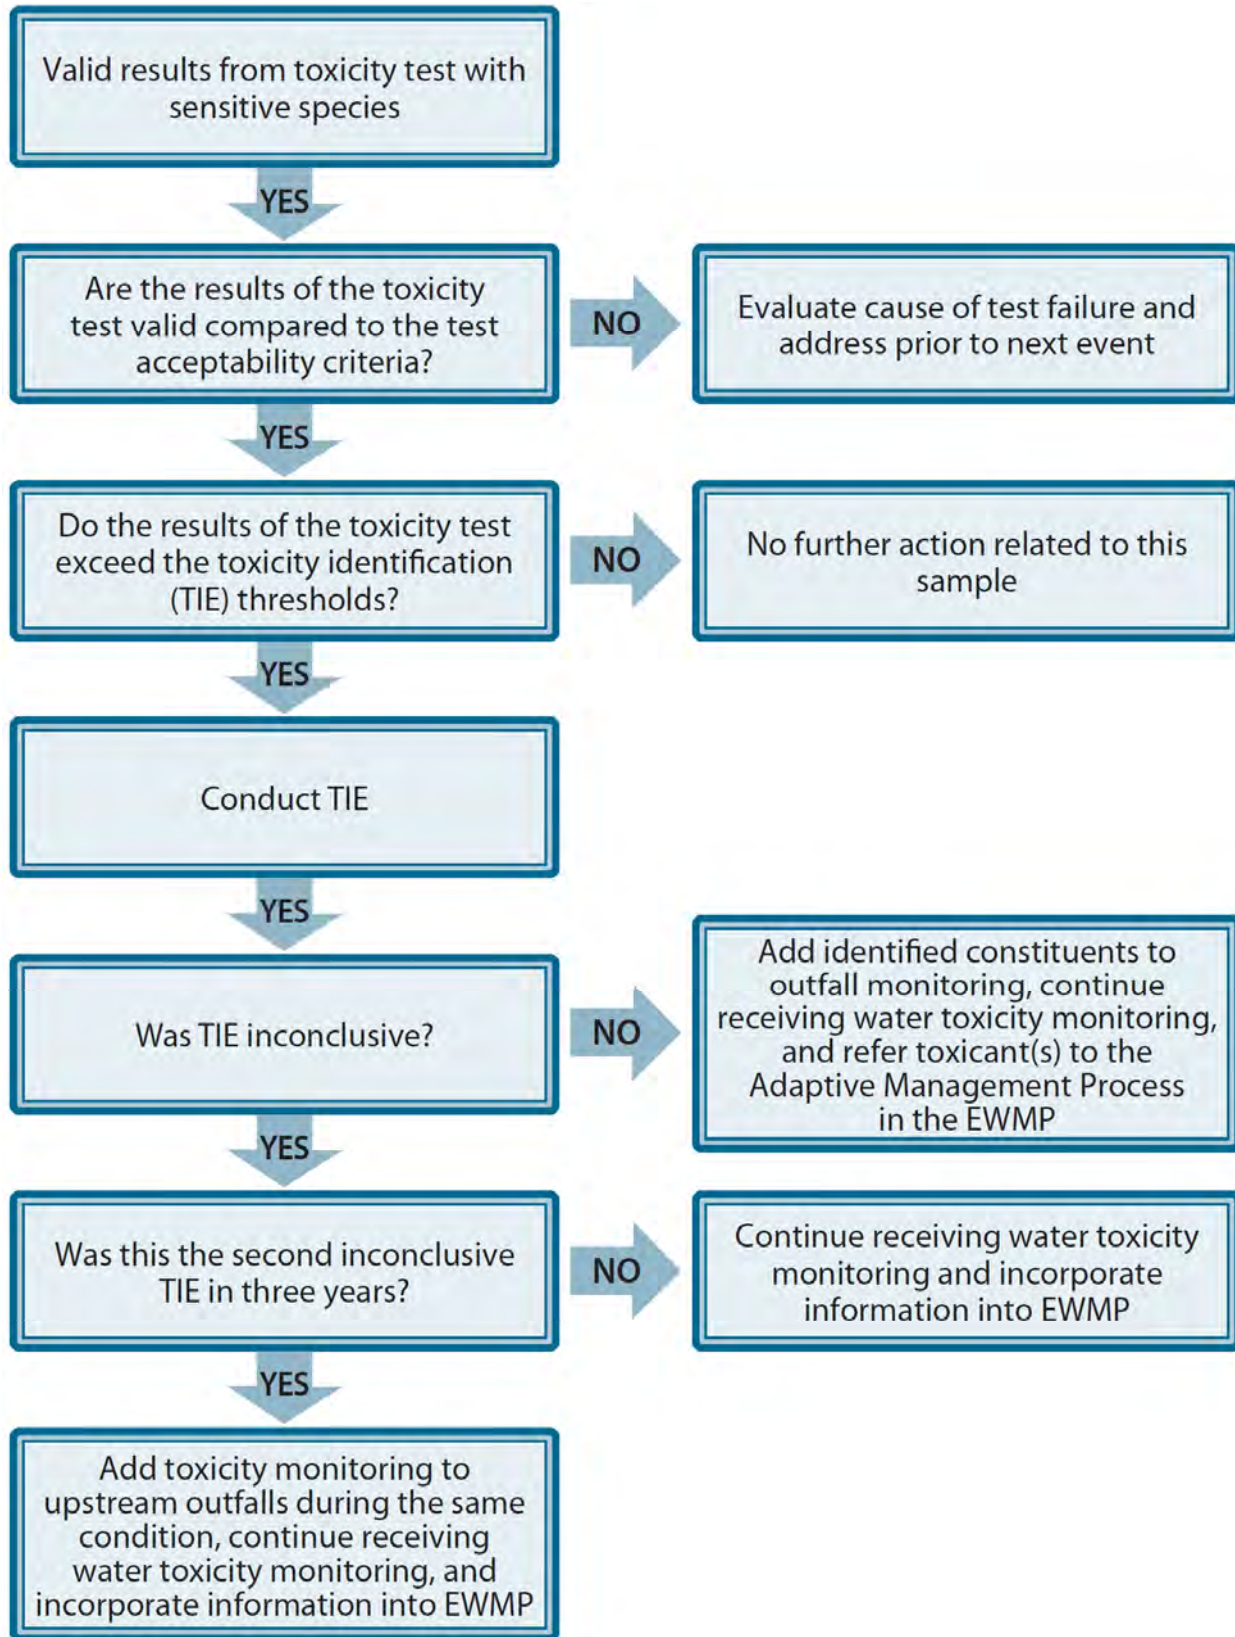 Valid results from toxicity test with
sensitive species
YES
Are the results of the toxicity
test valid compared to the test
acceptability criteria?
NO
Evaluate cause of test failure and
address prior to next event
YES
Do the results of the toxicity test
exceed the toxicity identification
(TIE) thresholds?
NO
No further action related to this
sample
YES
Conduct TIE
YES
Was TIE inconclusive?
NO
Add identified constituents to
outfall monitoring, continue
receiving water toxicity monitoring,
and refer toxicant(s) to the
Adaptive Management Process
in the EWMP
YES
Was this the second inconclusive
TIE in three years?
NO
Continue receiving water toxicity
monitoring and incorporate
information into EWMP
YES
Add toxicity monitoring to
upstream outfalls during the same
condition, continue receiving
water toxicity monitoring, and
incorporate information into EWMP